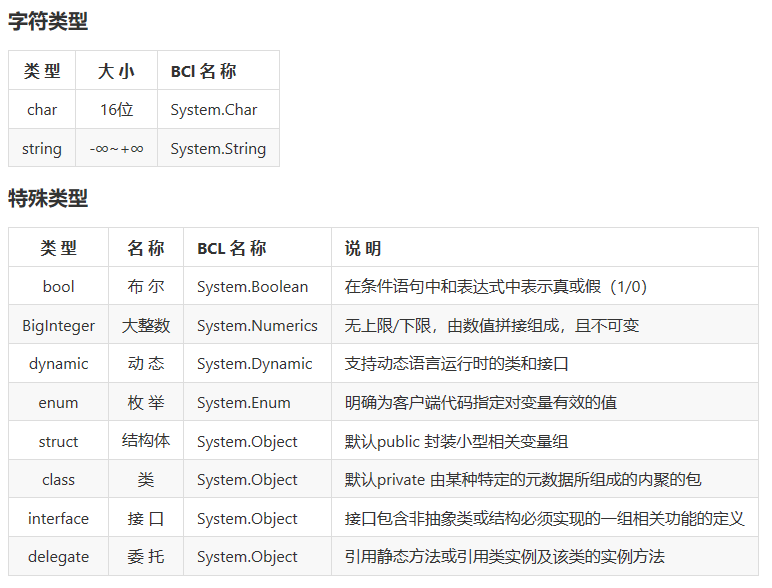 字符类型
类 型 大 小 BCl 名 称
char 16位 System.Char
string -∞~+∞ System.String
特殊类型
类 型 名 称 BCL 名 称 说 明
bool 布 尔 System.Boolean 在条件语句中和表达式中表示真或假（1/0）
BigInteger 大整数 System.Numerics 无上限/下限，由数值拼接组成，且不可变
dynamic 动 态 System.Dynamic 支持动态语言运行时的类和接口
enum 枚 举 System.Enum 明确为客户端代码指定对变量有效的值
struct 结构体 System.Object 默认public 封装小型相关变量组
class 类 System.Object 默认private 由某种特定的元数据所组成的内聚的包
interface 接 口 System.Object 接口包含非抽象类或结构必须实现的一组相关功能的定义
delegate 委 托 System.Object 引用静态方法或引用类实例及该类的实例方法